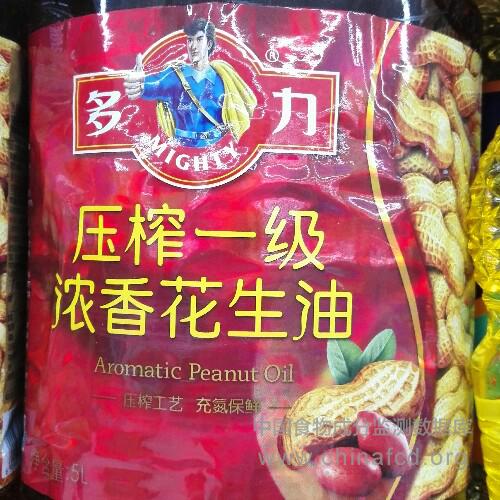 多力
®
MIGHTY
压榨一级
浓香花生油
Aromatic Peanut Oil
压榨工艺 充氮保鲜
中国食物成分监测数据库
净含量:5L
www.chinafcd.org